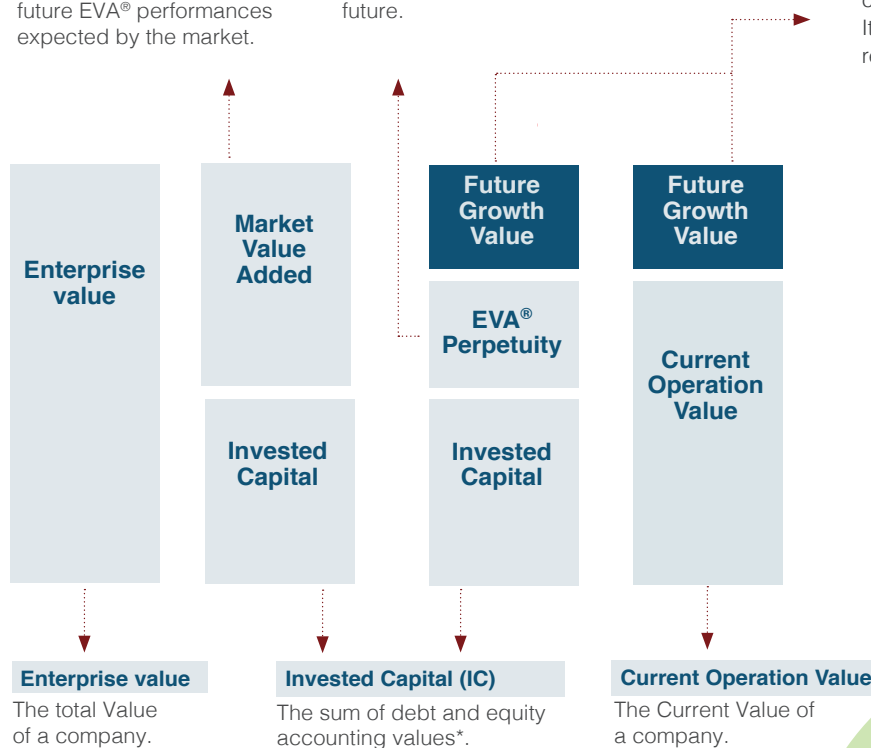 future EVA® performances
expected by the market.
future.
Enterprise
value
Market
Value
Added
Invested
Capital
Future
Growth
Value
EVA®
Perpetuity
Invested
Capital
Future
Growth
Value
Current
Operation
Value
Enterprise value
The total Value
of a company.
Invested Capital (IC)
The sum of debt and equity
accounting values*.
Current Operation Value
The Current Value of
a company.